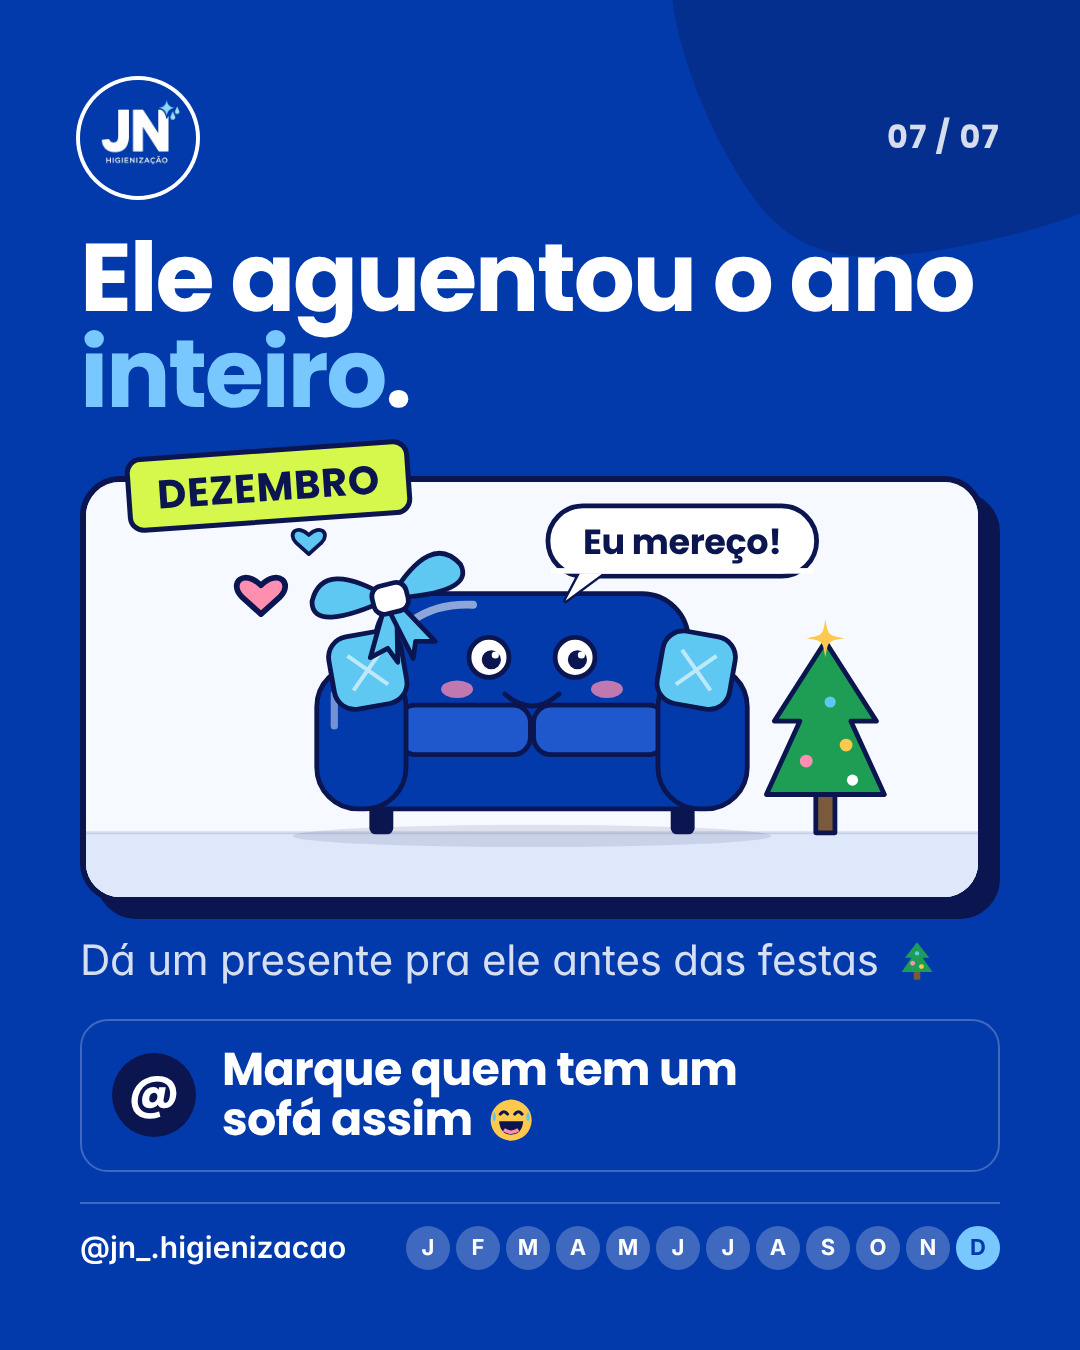 JN
HIGIENIZAÇÃO
07 / 07
Ele aguentou o ano
inteiro.
DEZEMBRO
Eu mereço!
Dá um presente pra ele antes das festas 🎄
@
Marque quem tem um
sofá assim 😅
@jn_.higienizacao
J F M A M J J A S O N D